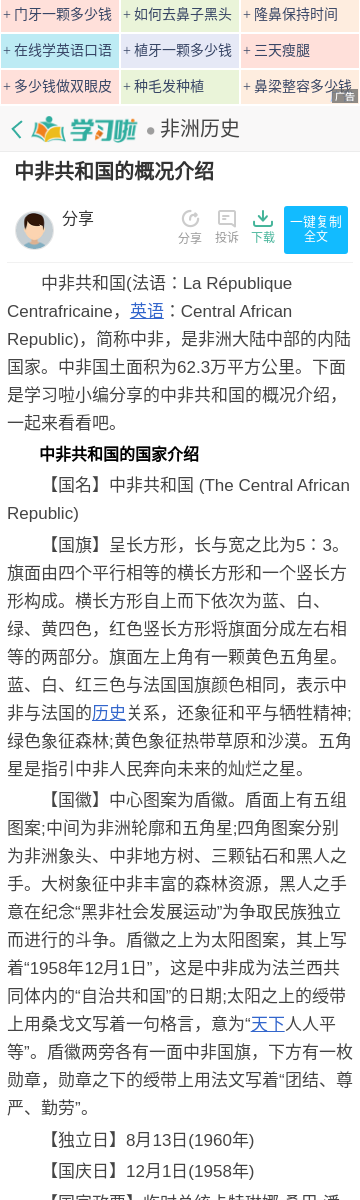 + 门牙一颗多少钱 + 如何去鼻子黑头 + 隆鼻保持时间
+ 在线学英语口语 + 植牙一颗多少钱 + 三天瘦腿
+ 多少钱做双眼皮 + 种毛发种植 + 鼻梁整容多少钱
广告
学习啦 ● 非洲历史
中非共和国的概况介绍
分享 分享 投诉 下载 一键复制
全文
中非共和国(法语：La République
Centrafricaine，英语：Central African
Republic)，简称中非，是非洲大陆中部的内陆
国家。中非国土面积为62.3万平方公里。下面
是学习啦小编分享的中非共和国的概况介绍，
一起来看看吧。
中非共和国的国家介绍
【国名】中非共和国 (The Central African
Republic)
【国旗】呈长方形，长与宽之比为5∶3。
旗面由四个平行相等的横长方形和一个竖长方
形构成。横长方形自上而下依次为蓝、白、
绿、黄四色，红色竖长方形将旗面分成左右相
等的两部分。旗面左上角有一颗黄色五角星。
蓝、白、红三色与法国国旗颜色相同，表示中
非与法国的历史关系，还象征和平与牺牲精神;
绿色象征森林;黄色象征热带草原和沙漠。五角
星是指引中非人民奔向未来的灿烂之星。
【国徽】中心图案为盾徽。盾面上有五组
图案;中间为非洲轮廓和五角星;四角图案分别
为非洲象头、中非地方树、三颗钻石和黑人之
手。大树象征中非丰富的森林资源，黑人之手
意在纪念“黑非社会发展运动”为争取民族独立
而进行的斗争。盾徽之上为太阳图案，其上写
着“1958年12月1日”，这是中非成为法兰西共
同体内的“自治共和国”的日期;太阳之上的绶带
上用桑戈文写着一句格言，意为“天下人人平
等”。盾徽两旁各有一面中非国旗，下方有一枚
勋章，勋章之下的绶带上用法文写着“团结、尊
严、勤劳”。
【独立日】8月13日(1960年)
【国庆日】12月1日(1958年)